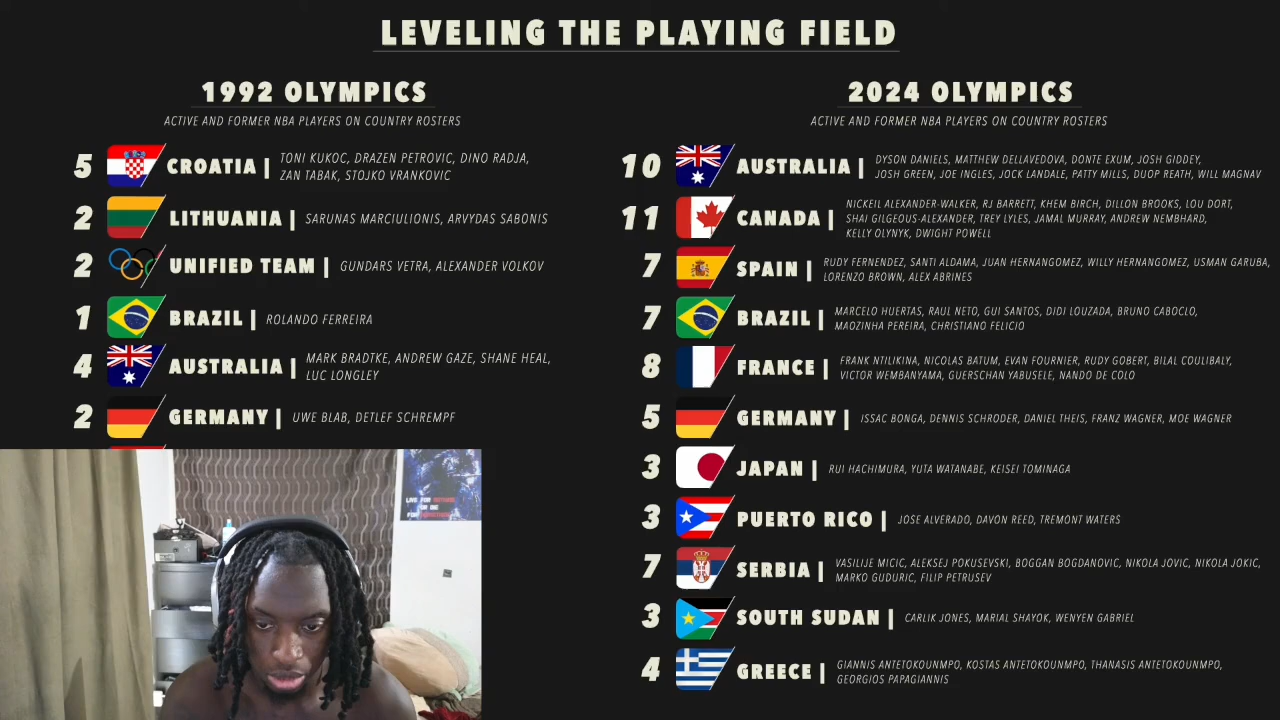 LEVELING THE PLAYING FIELD
1992 OLYMPICS
ACTIVE AND FORMER NBA PLAYERS ON COUNTRY ROSTERS
5 CROATIA | TONI KUKOC, DRAZEN PETROVIC, DINO RADJA,
ZAN TABAK, STOJKO VRANKOVIC
2 LITHUANIA | SARUNAS MARCIULIONIS, ARVYDAS SABONIS
2 UNIFIED TEAM | GUNDARS VETRA, ALEXANDER VOLKOV
1 BRAZIL | ROLANDO FERREIRA
4 AUSTRALIA | MARK BRADTKE, ANDREW GAZE, SHANE HEAL,
LUC LONGLEY
2 GERMANY | UWE BLAB, DETLEF SCHREMPF
LIVE FOR NOTHING,
OR DIE
FOR SOMETHING
2024 OLYMPICS
ACTIVE AND FORMER NBA PLAYERS ON COUNTRY ROSTERS
10 AUSTRALIA | DYSON DANIELS, MATTHEW DELLAVEDOVA, DONTE EXUM, JOSH GIDDEY,
JOSH GREEN, JOE INGLES, JOCK LANDALE, PATTY MILLS, DUOP REATH, WILL MAGNAY
11 CANADA | NICKEIL ALEXANDER-WALKER, RJ BARRETT, KHEM BIRCH, DILLON BROOKS, LOU DORT,
SHAI GILGEOUS-ALEXANDER, TREY LYLES, JAMAL MURRAY, ANDREW NEMBHARD,
KELLY OLYNYK, DWIGHT POWELL
7 SPAIN | RUDY FERNENDEZ, SANTI ALDAMA, JUAN HERNANGOMEZ, WILLY HERNANGOMEZ, USMAN GARUBA,
LORENZO BROWN, ALEX ABRINES
7 BRAZIL | MARCELO HUERTAS, RAUL NETO, GUI SANTOS, DIDI LOUZADA, BRUNO CABOCLO,
MAOZINHA PEREIRA, CHRISTIANO FELICIO
8 FRANCE | FRANK NTILIKINA, NICOLAS BATUM, EVAN FOURNIER, RUDY GOBERT, BILAL COULIBALY,
VICTOR WEMBANYAMA, GUERSCHAN YABUSELE, NANDO DE COLO
5 GERMANY | ISSAC BONGA, DENNIS SCHRODER, DANIEL THEIS, FRANZ WAGNER, MOE WAGNER
3 JAPAN | RUI HACHIMURA, YUTA WATANABE, KEISEI TOMINAGA
3 PUERTO RICO | JOSE ALVERADO, DAVON REED, TREMONT WATERS
7 SERBIA | VASILIJE MICIC, ALEKSEJ POKUSEVSKI, BOGGAN BOGDANOVIC, NIKOLA JOVIC, NIKOLA JOKIC,
MARKO GUDURIC, FILIP PETRUSEV
3 SOUTH SUDAN | CARLIK JONES, MARIAL SHAYOK, WENYEN GABRIEL
4 GREECE | GIANNIS ANTETOKOUNMPO, KOSTAS ANTETOKOUNMPO, THANASIS ANTETOKOUNMPO,
GEORGIOS PAPAGIANNIS